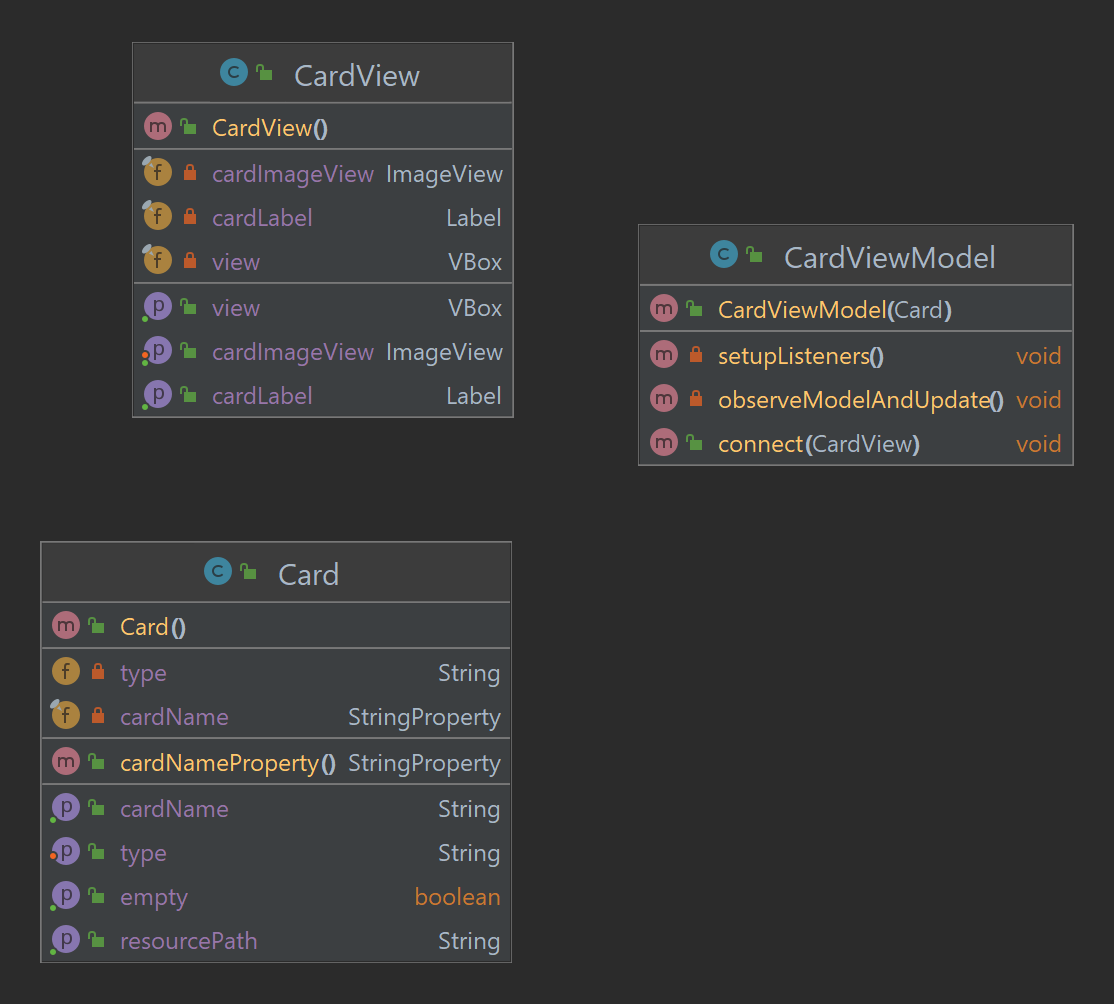 CardView
CardView()
cardImageView ImageView
cardLabel Label
view VBox
view VBox
cardImageView ImageView
cardLabel Label
CardViewModel
CardViewModel(Card)
setupListeners() void
observeModelAndUpdate() void
connect(CardView) void
Card
Card()
type String
cardName StringProperty
cardNameProperty() StringProperty
cardName String
type String
empty boolean
resourcePath String